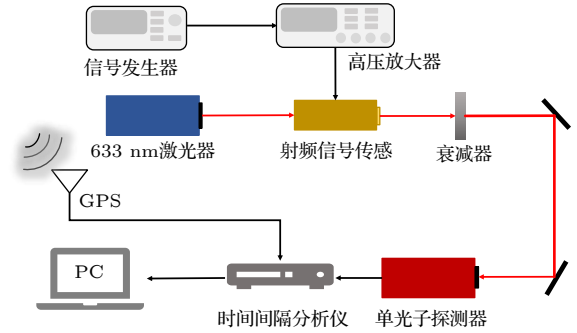 信号发生器
高压放大器
633 nm激光器
射频信号传感
衰减器
GPS
PC
时间间隔分析仪
单光子探测器